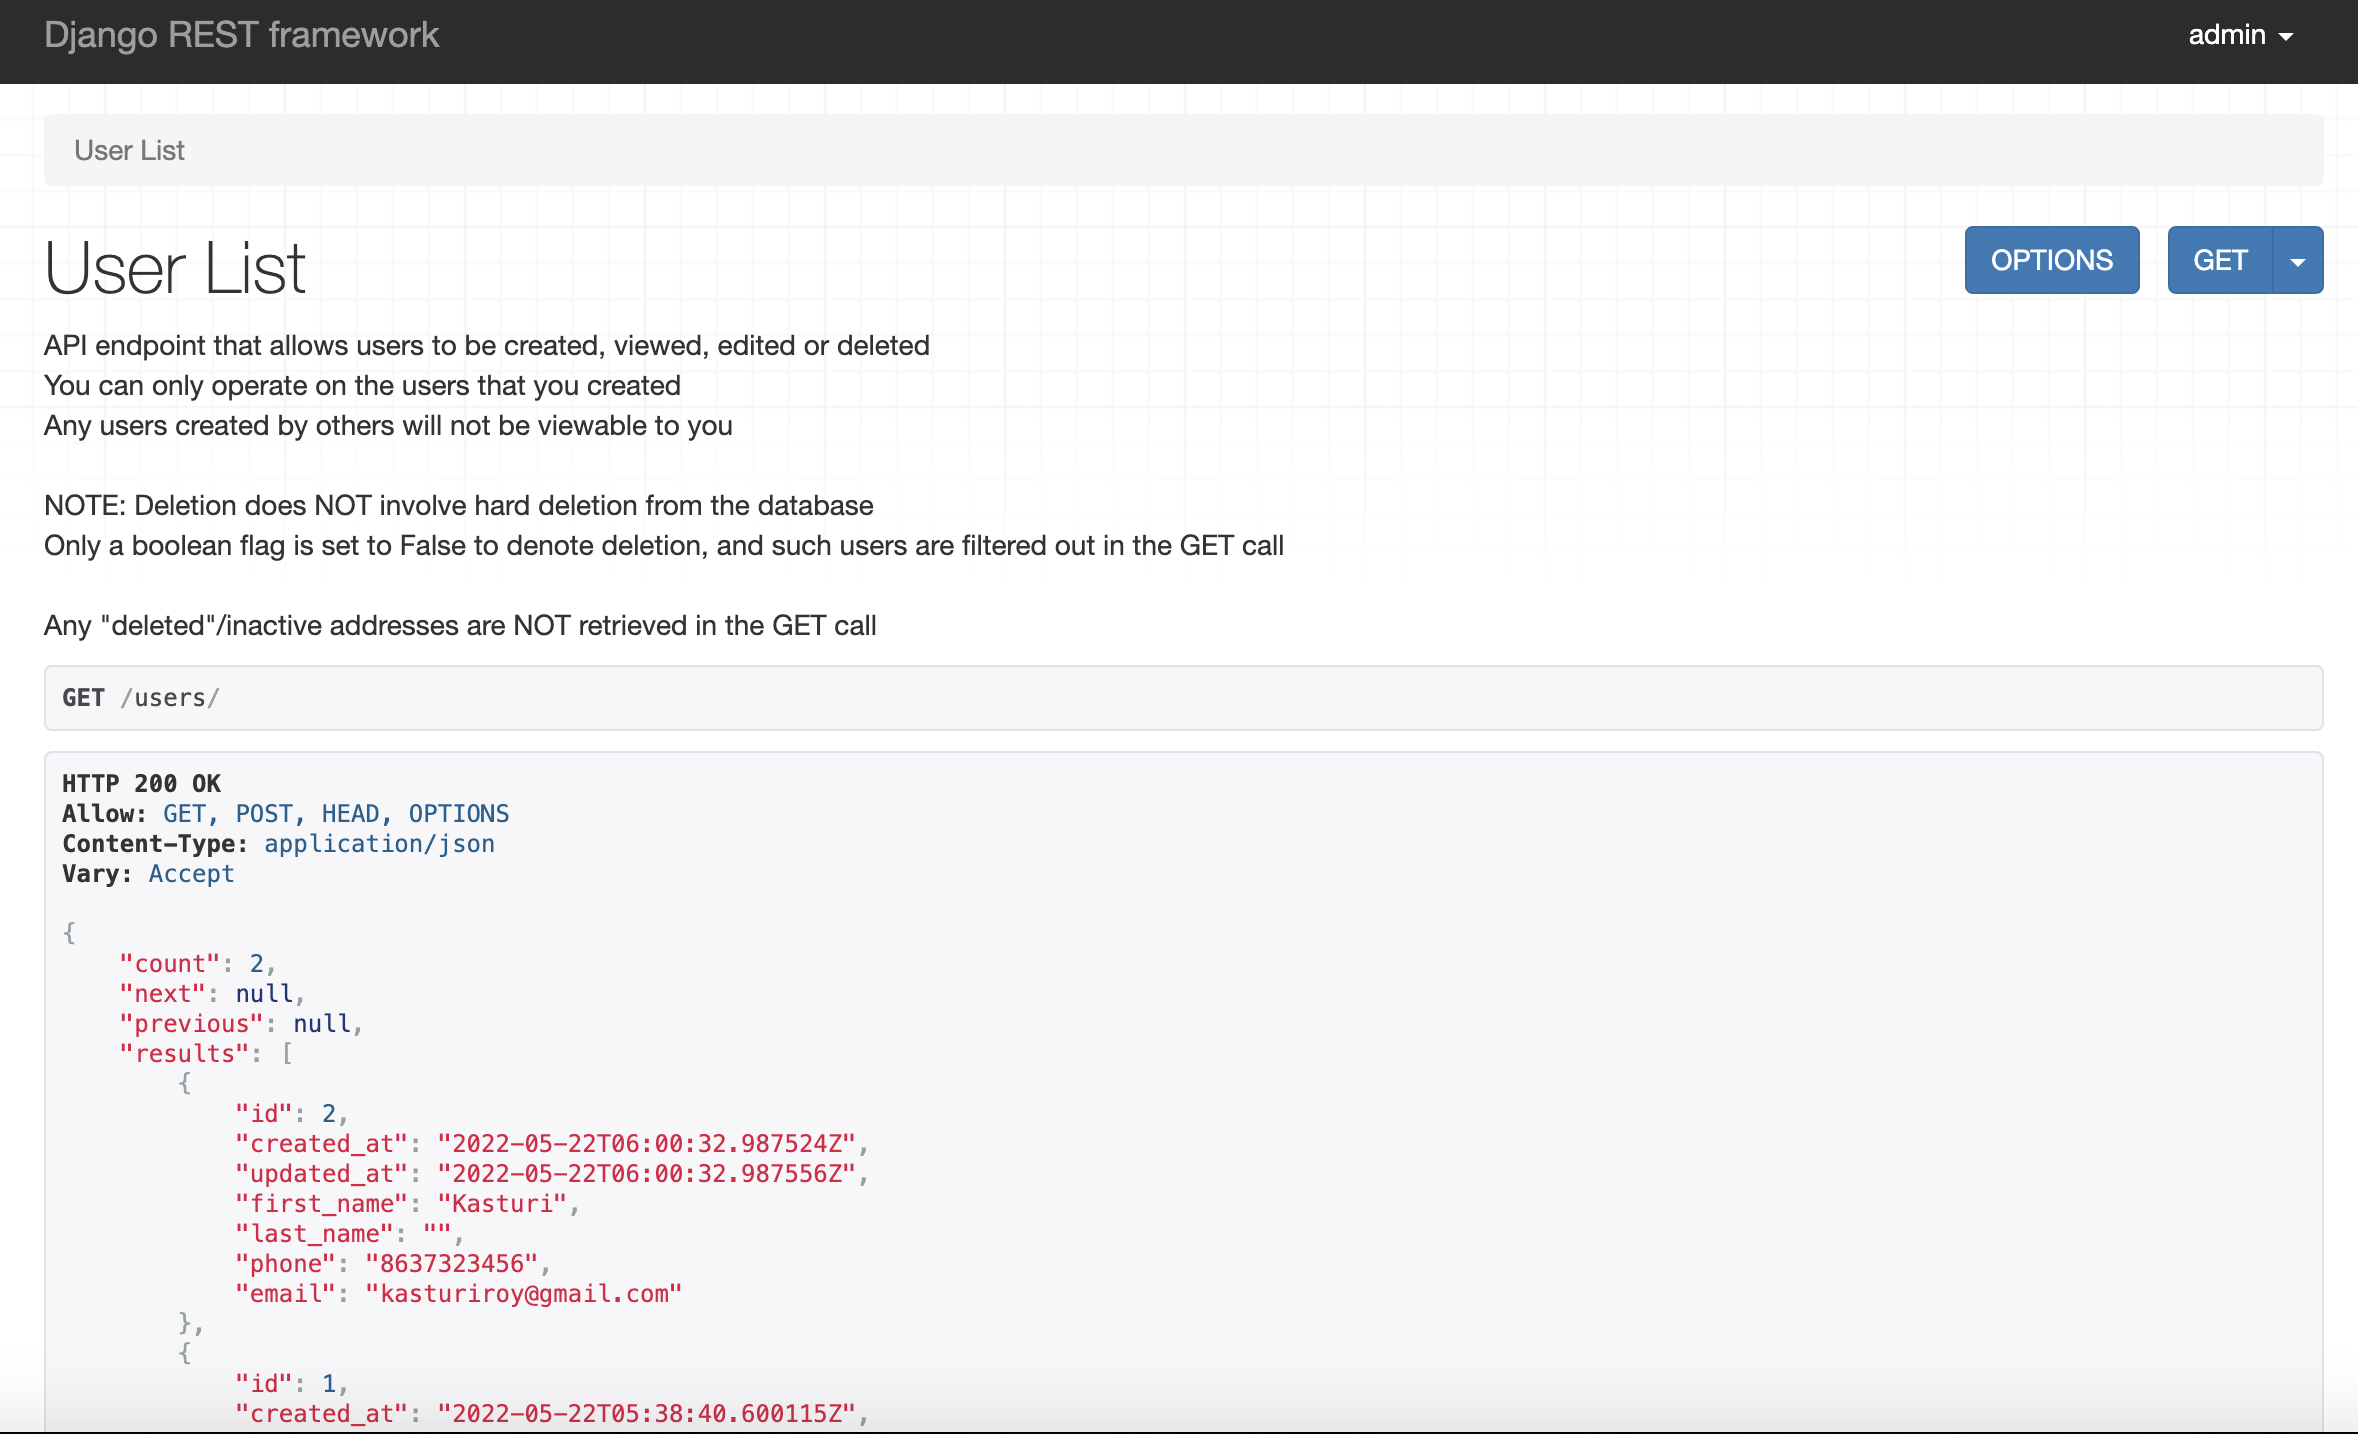 Django REST framework
admin
User List
User List
OPTIONS
GET
API endpoint that allows users to be created, viewed, edited or deleted
You can only operate on the users that you created
Any users created by others will not be viewable to you
NOTE: Deletion does NOT involve hard deletion from the database
Only a boolean flag is set to False to denote deletion, and such users are filtered out in the GET call
Any "deleted"/inactive addresses are NOT retrieved in the GET call
GET /users/
HTTP 200 OK
Allow: GET, POST, HEAD, OPTIONS
Content-Type: application/json
Vary: Accept
{
    "count": 2,
    "next": null,
    "previous": null,
    "results": [
        {
            "id": 2,
            "created_at": "2022-05-22T06:00:32.987524Z",
            "updated_at": "2022-05-22T06:00:32.987556Z",
            "first_name": "Kasturi",
            "last_name": "",
            "phone": "8637323456",
            "email": "kasturiroy@gmail.com"
        },
        {
            "id": 1,
            "created_at": "2022-05-22T05:38:40.600115Z",